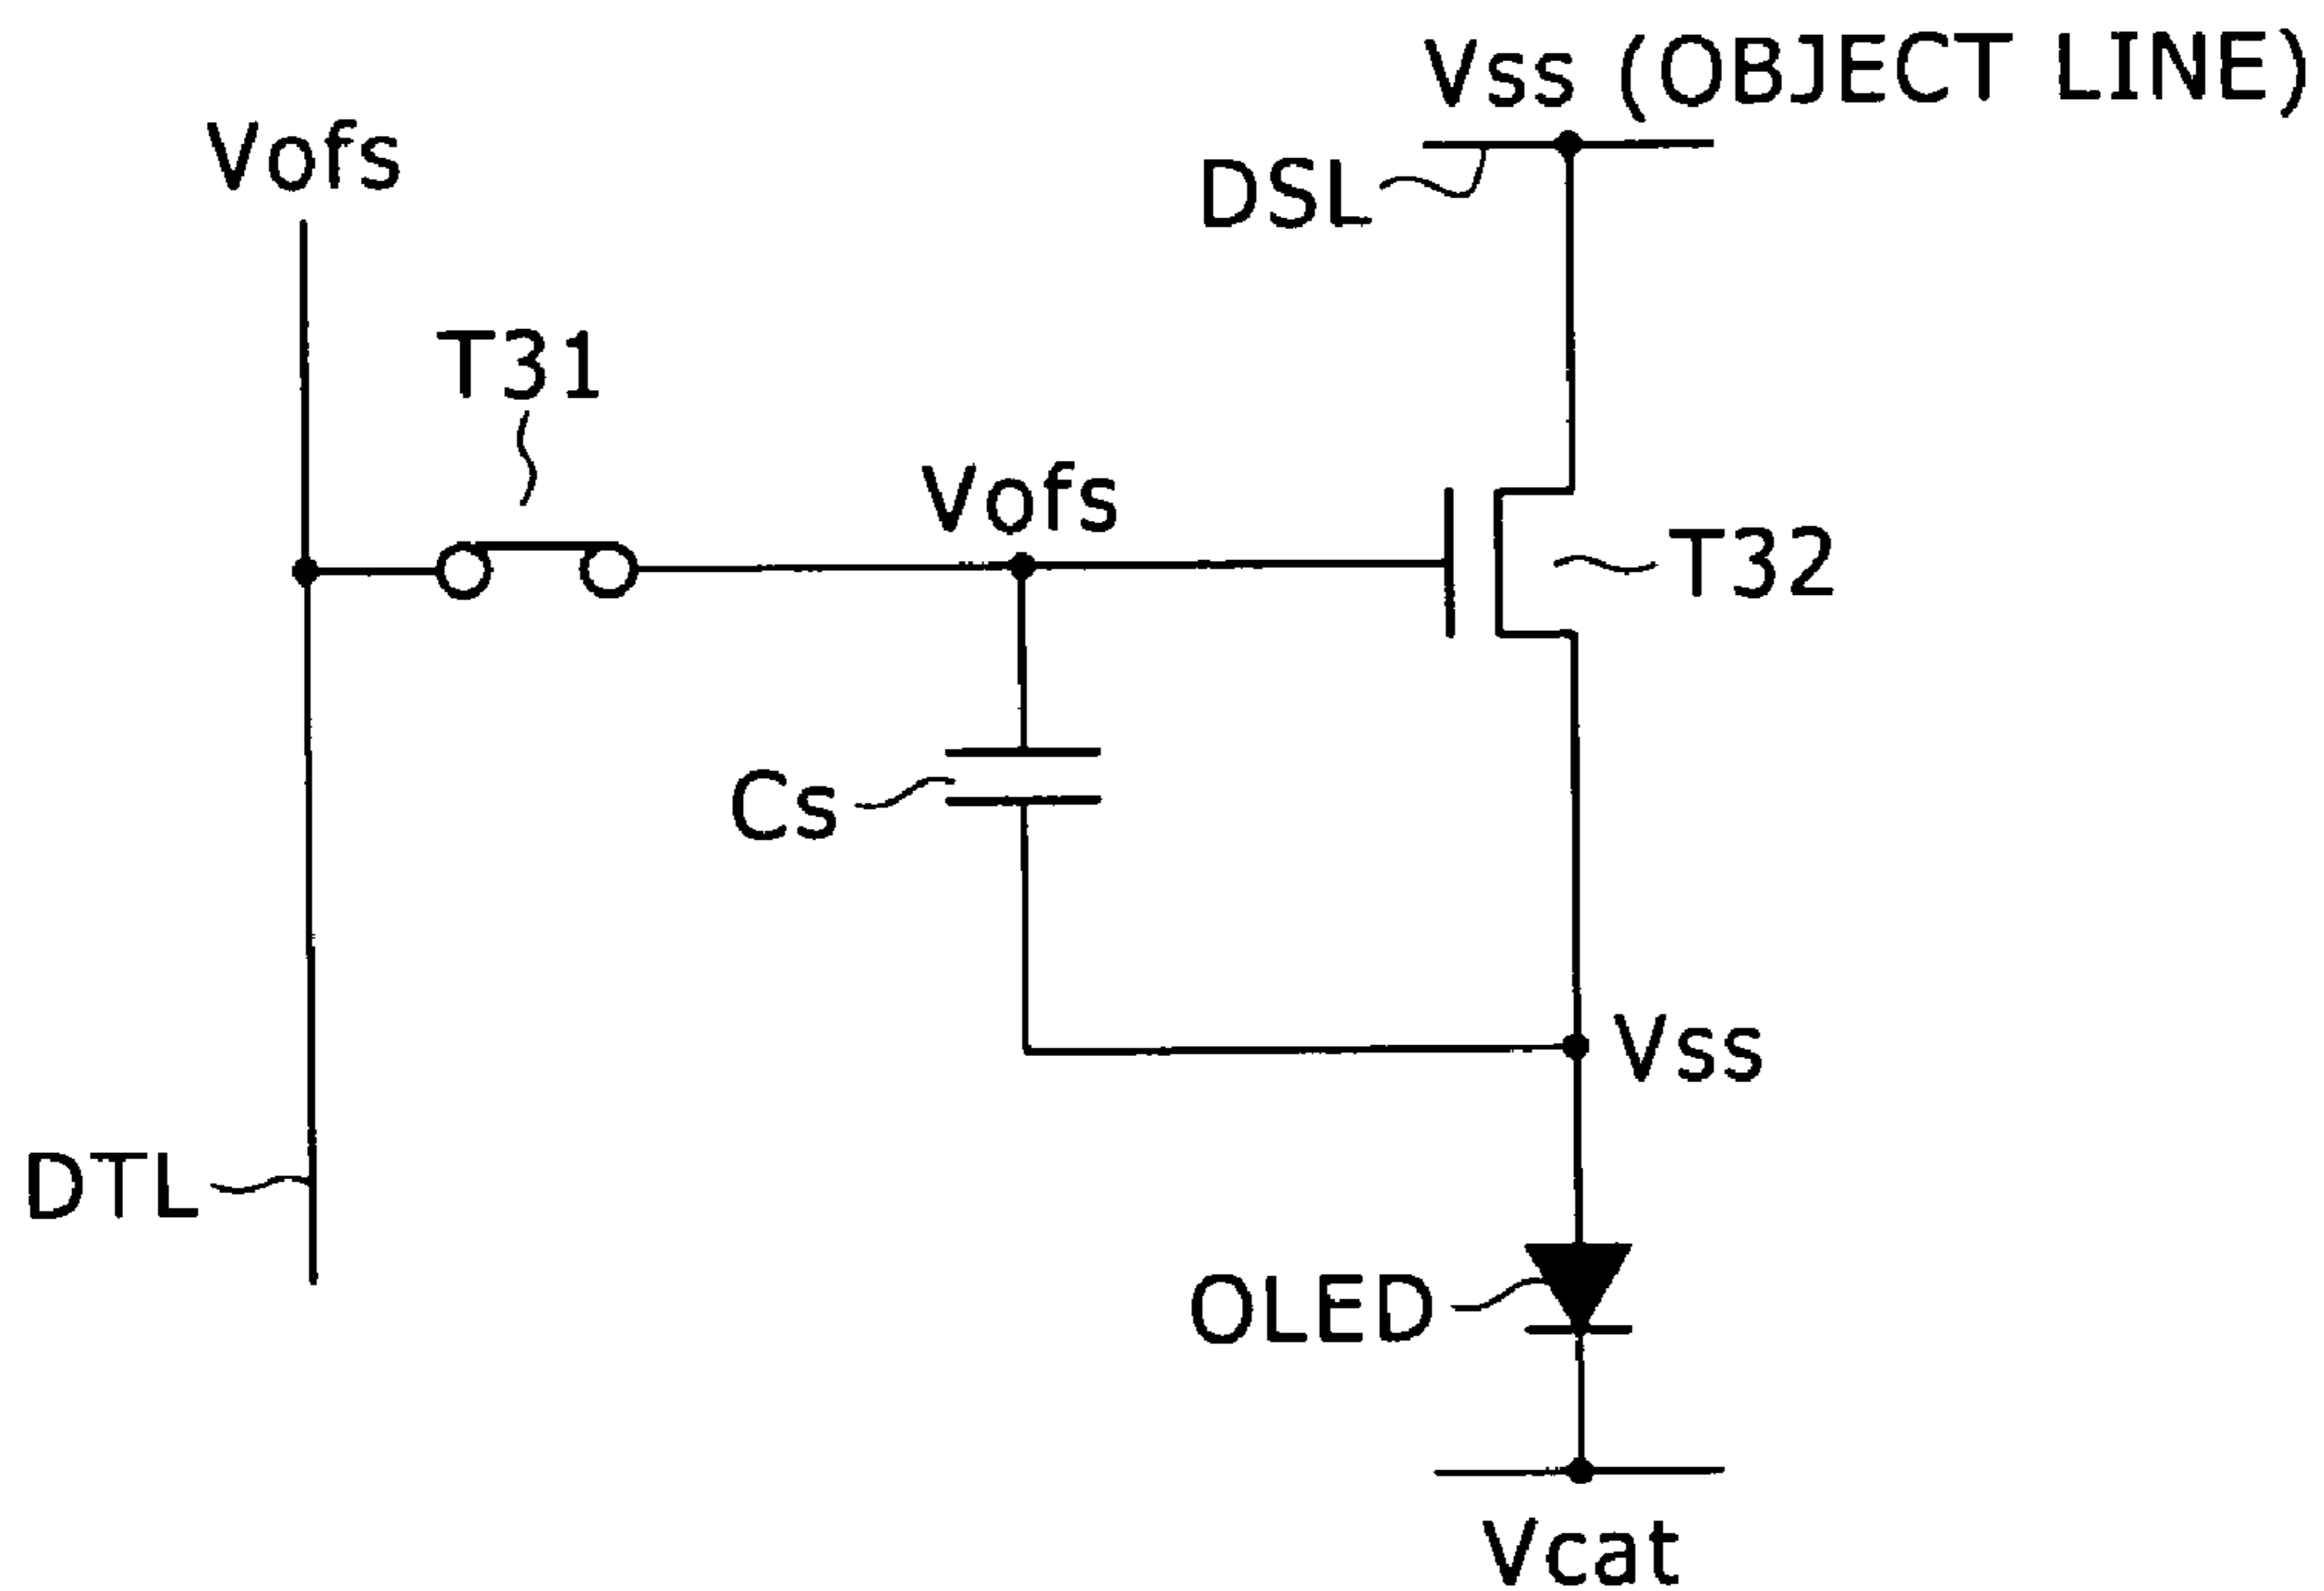 Vss (OBJECT LINE)
Vofs
DSL
T31
Vofs
T32
Cs
Vss
DTL
OLED
Vcat